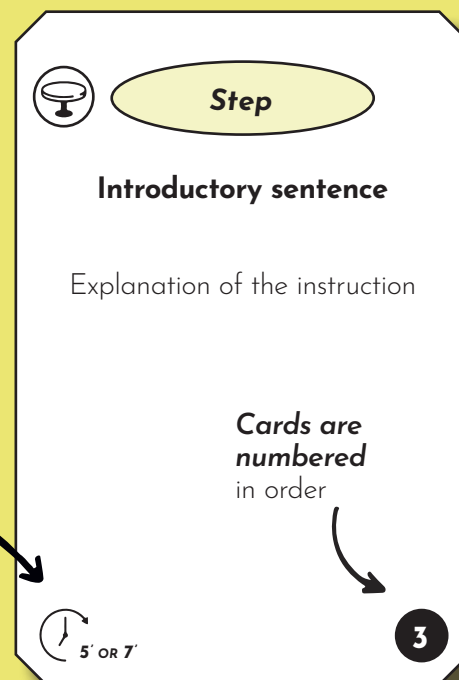 Step
Introductory sentence
Explanation of the instruction
Cards are
numbered
in order
5' OR 7'
3